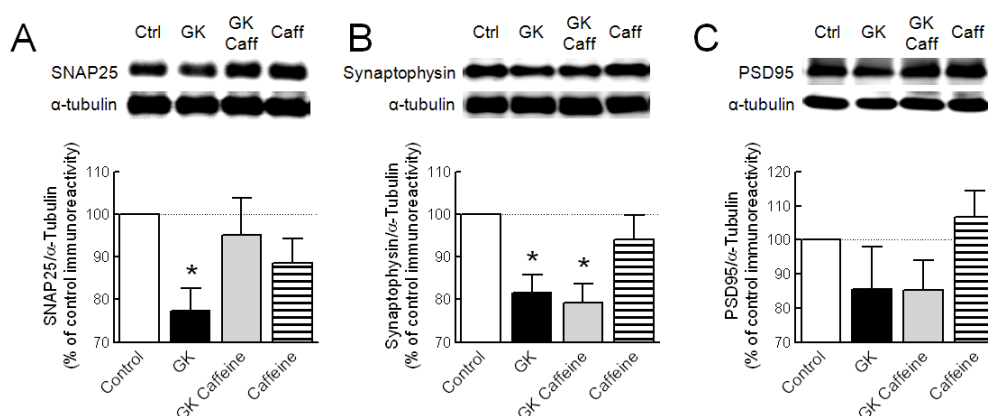 A
Ctrl GK GK Caff Caff
SNAP25
α-tubulin
SNAP25/α-Tubulin
(% of control immunoreactivity)
110
100
90
80
70
*
Control
GK
GK Caffeine
Caffeine
B
Ctrl GK GK Caff Caff
Synaptophysin
α-tubulin
Synaptophysin/α-Tubulin
(% of control immunoreactivity)
110
100
90
80
70
*
*
Control
GK
GK Caffeine
Caffeine
C
Ctrl GK GK Caff Caff
PSD95
α-tubulin
PSD95/α-Tubulin
(% of control immunoreactivity)
120
110
100
90
80
70
Control
GK
GK Caffeine
Caffeine